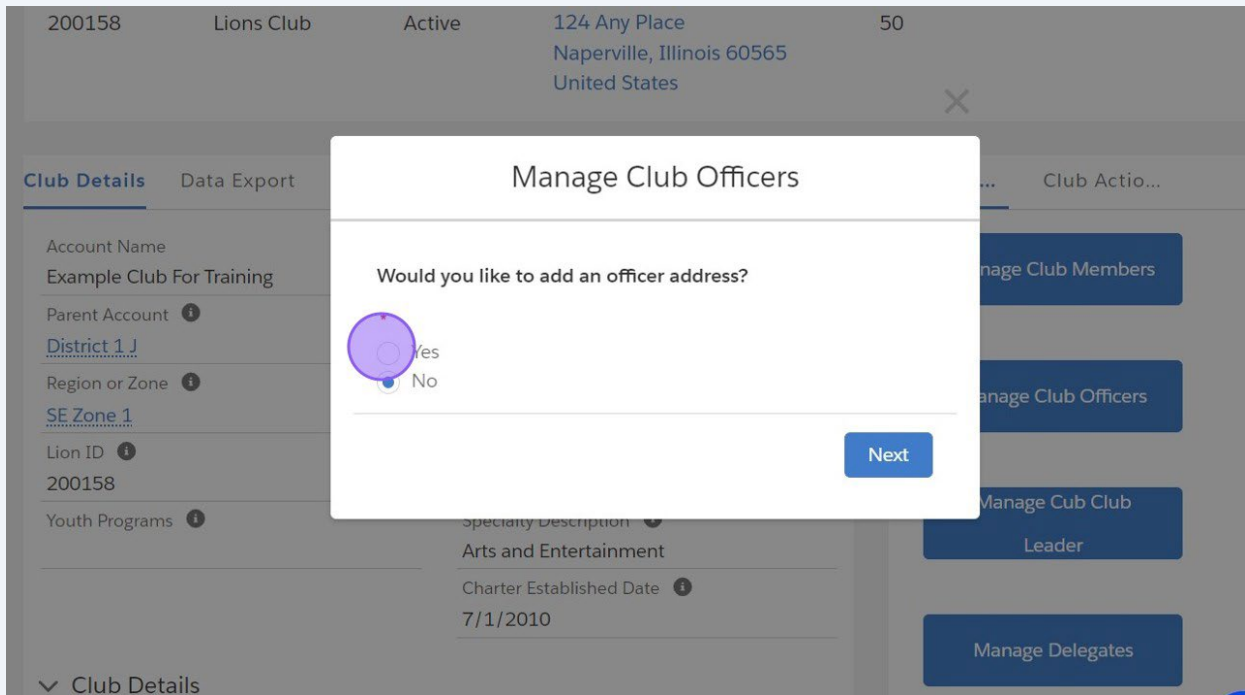 200158 Lions Club Active 124 Any Place 50
Naperville, Illinois 60565
United States
Manage Club Officers
Club Details Data Export
... Club Actio...
Account Name
Example Club For Training
Parent Account
District 1 J
Region or Zone
SE Zone 1
Lion ID
200158
Youth Programs
Would you like to add an officer address?
*
Yes
No
Next
Specialty Description
Arts and Entertainment
Charter Established Date
7/1/2010
nage Club Members
anage Club Officers
Manage Cub Club
Leader
Manage Delegates
Club Details